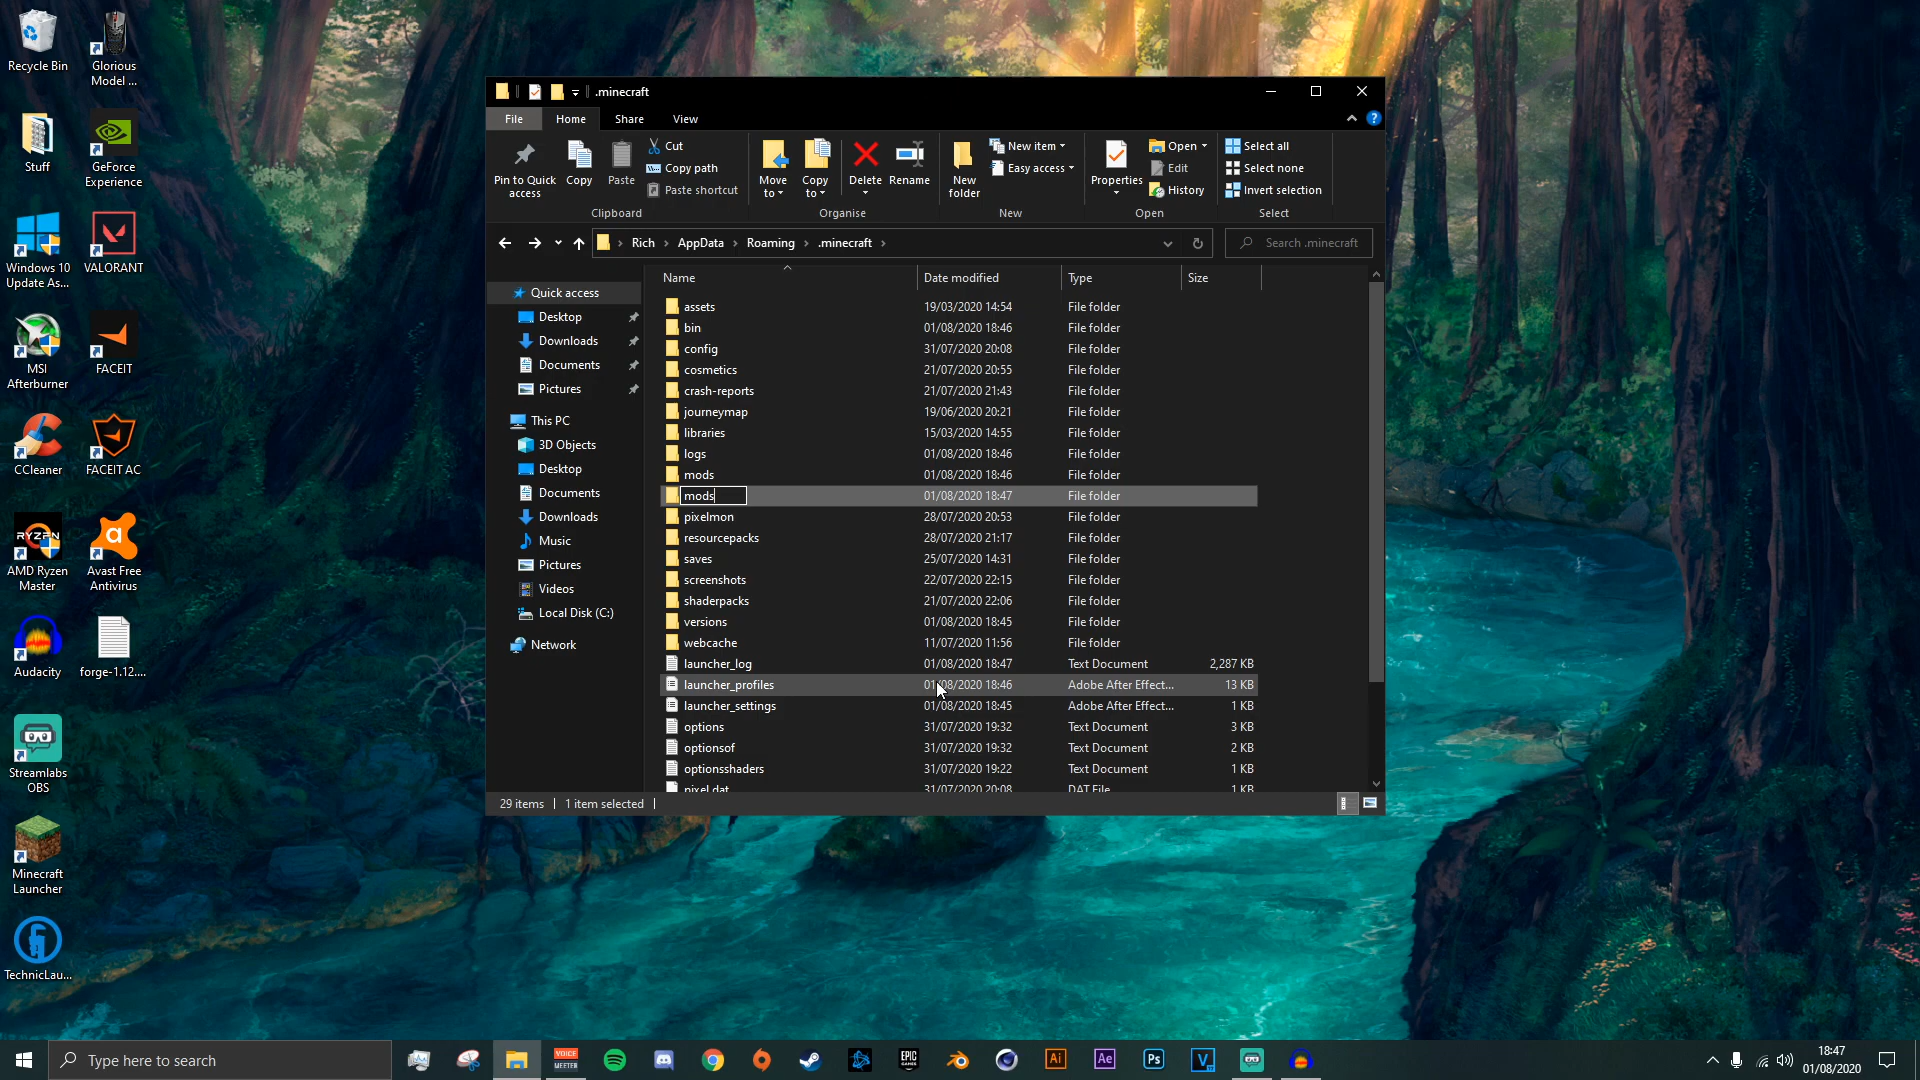 Recycle Bin
Glorious
Model ...
Stuff
GeForce
Experience
Windows 10
Update As...
VALORANT
MSI
Afterburner
FACEIT
CCleaner
FACEIT AC
RYZEN
AMD Ryzen
Master
Avast Free
Antivirus
Audacity
forge-1.12....
Streamlabs
OBS
Minecraft
Launcher
TechnicLau...
.minecraft
File
Home
Share
View
Pin to Quick
access
Copy
Paste
Cut
Copy path
Paste shortcut
Clipboard
Move
to
Copy
to
Delete
Rename
Organise
New
folder
New item
Easy access
New
Properties
Open
Edit
History
Open
Select all
Select none
Invert selection
Select
Rich > AppData > Roaming > .minecraft >
Search .minecraft
Quick access
Desktop
Downloads
Documents
Pictures
This PC
3D Objects
Desktop
Documents
Downloads
Music
Pictures
Videos
Local Disk (C:)
Network
Name Date modified Type Size
assets 19/03/2020 14:54 File folder
bin 01/08/2020 18:46 File folder
config 31/07/2020 20:08 File folder
cosmetics 21/07/2020 20:55 File folder
crash-reports 21/07/2020 21:43 File folder
journeymap 19/06/2020 20:21 File folder
libraries 15/03/2020 14:55 File folder
logs 01/08/2020 18:46 File folder
mods 01/08/2020 18:46 File folder
mods 01/08/2020 18:47 File folder
pixelmon 28/07/2020 20:53 File folder
resourcepacks 28/07/2020 21:17 File folder
saves 25/07/2020 14:31 File folder
screenshots 22/07/2020 22:15 File folder
shaderpacks 21/07/2020 22:06 File folder
versions 01/08/2020 18:45 File folder
webcache 11/07/2020 11:56 File folder
launcher_log 01/08/2020 18:47 Text Document 2,287 KB
launcher_profiles 01/08/2020 18:46 Adobe After Effect... 13 KB
launcher_settings 01/08/2020 18:45 Adobe After Effect... 1 KB
options 31/07/2020 19:32 Text Document 3 KB
optionsof 31/07/2020 19:32 Text Document 2 KB
optionsshaders 31/07/2020 19:22 Text Document 1 KB
pixel.dat 31/07/2020 20:08 DAT File 1 KB
29 items 1 item selected
Type here to search
VOICE
MEETER
EPIC
GAMES
Ai
Ae
Ps
V
18:47
01/08/2020